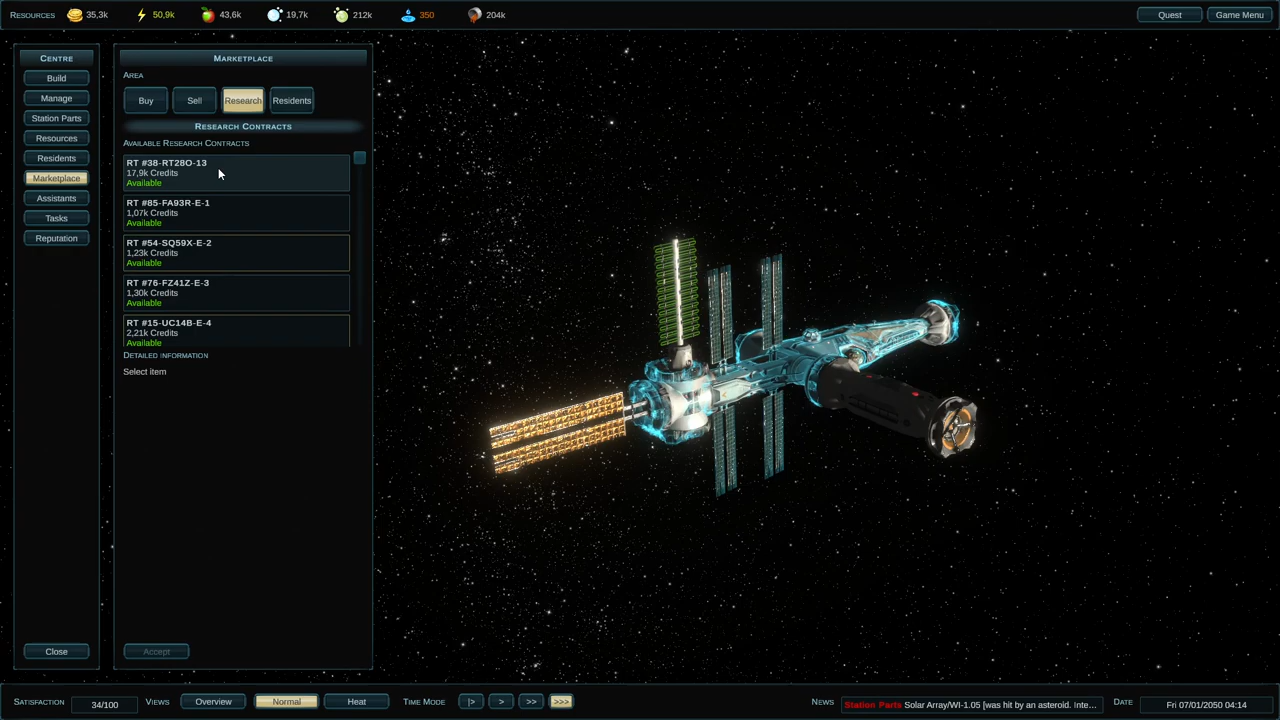 Resources 35,3k 50,9k 43,6k 19,7k 212k 350 204k Quest Game Menu
Centre
Build
Manage
Station Parts
Resources
Residents
Marketplace
Assistants
Tasks
Reputation
Close
Marketplace
Area
Buy Sell Research Residents
Research Contracts
Available Research Contracts
RT #38-RT28O-13
17,9k Credits
Available
RT #85-FA93R-E-1
1,07k Credits
Available
RT #54-SQ59X-E-2
1,23k Credits
Available
RT #76-FZ41Z-E-3
1,30k Credits
Available
RT #15-UC14B-E-4
2,21k Credits
Available
Detailed Information
Select item
Accept
Satisfaction 34/100 Views Overview Normal Heat Time Mode |> > >> >>> News Station Parts Solar Array/WI-1.05 [was hit by an asteroid. Inte... Date Fri 07/01/2050 04:14